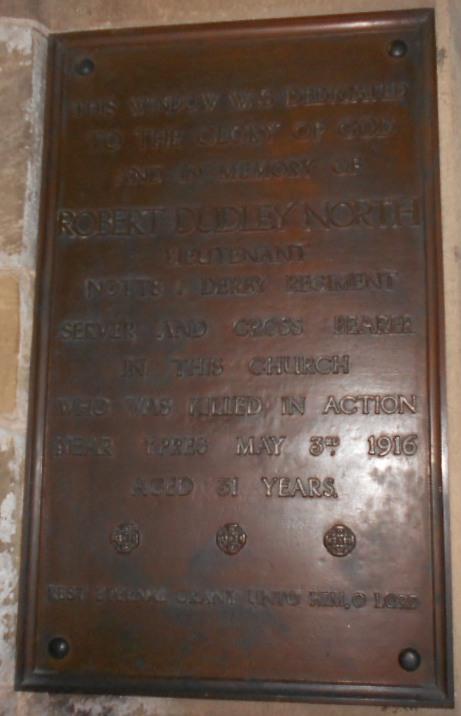 THIS WINDOW WAS DEDICATED
TO THE GLORY OF GOD
AND IN MEMORY OF
ROBERT DUDLEY NORTH
LIEUTENANT
NOTTS & DERBY REGIMENT
SERVER AND CROSS BEARER
IN THIS CHURCH
WHO WAS KILLED IN ACTION
NEAR YPRES MAY 3RD 1916
AGED 31 YEARS.
REST ETERNAL GRANT UNTO HIM, O LORD